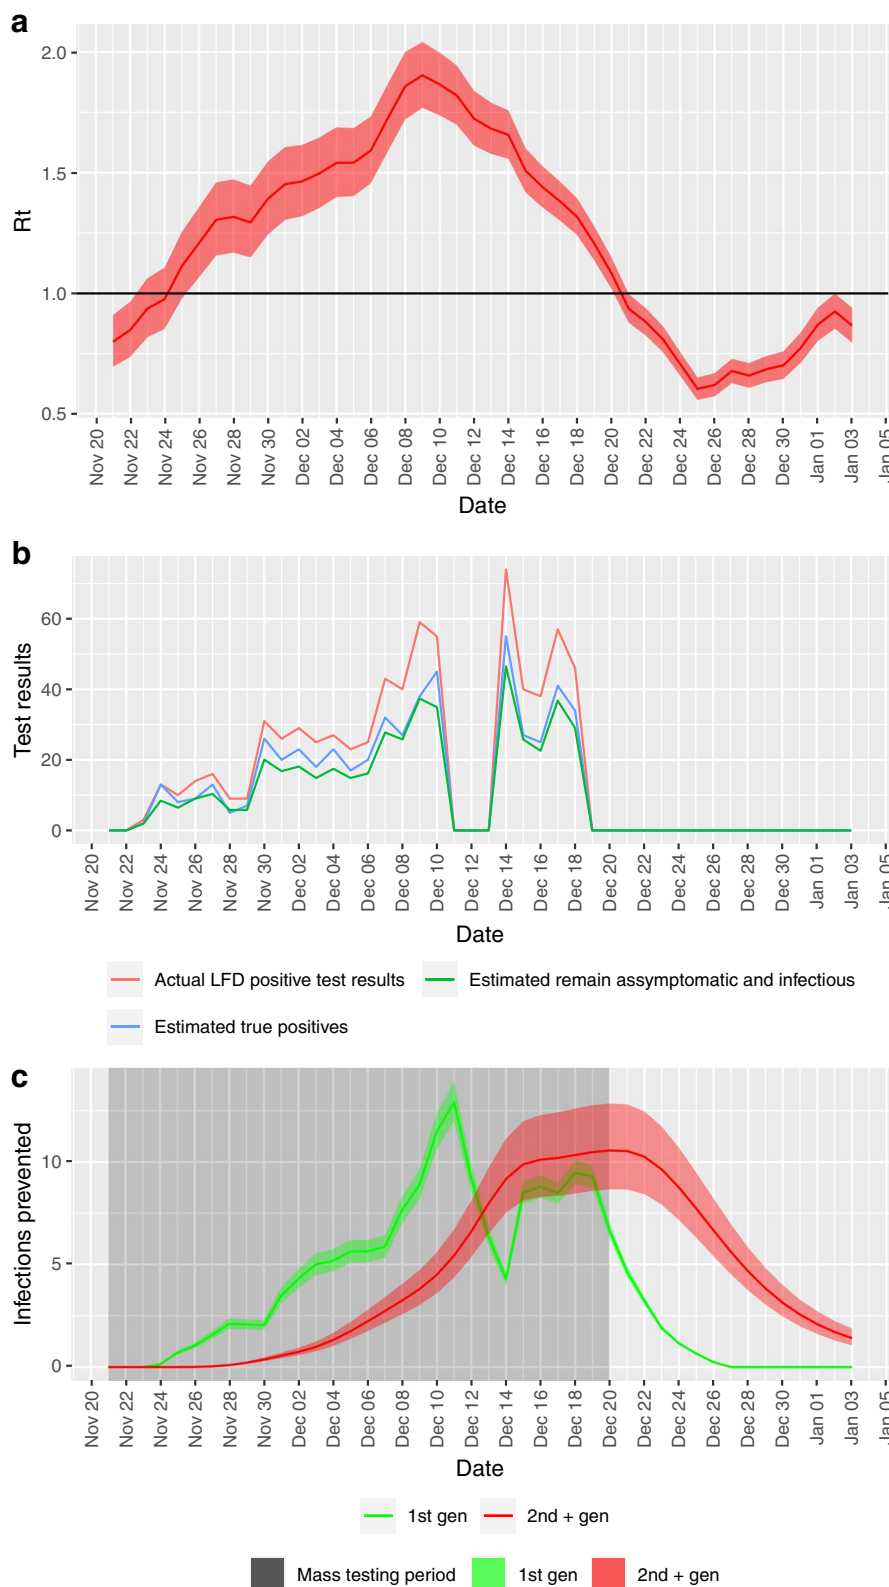 a
2.0
1.5
1.0
0.5
Rt
Nov 20 Nov 22 Nov 24 Nov 26 Nov 28 Nov 30 Dec 02 Dec 04 Dec 06 Dec 08 Dec 10 Dec 12 Dec 14 Dec 16 Dec 18 Dec 20 Dec 22 Dec 24 Dec 26 Dec 28 Dec 30 Jan 01 Jan 03 Jan 05
Date
b
60
40
20
0
Test results
Nov 20 Nov 22 Nov 24 Nov 26 Nov 28 Nov 30 Dec 02 Dec 04 Dec 06 Dec 08 Dec 10 Dec 12 Dec 14 Dec 16 Dec 18 Dec 20 Dec 22 Dec 24 Dec 26 Dec 28 Dec 30 Jan 01 Jan 03 Jan 05
Date
Actual LFD positive test results Estimated remain assymptomatic and infectious
Estimated true positives
c
10
5
0
Infections prevented
Nov 20 Nov 22 Nov 24 Nov 26 Nov 28 Nov 30 Dec 02 Dec 04 Dec 06 Dec 08 Dec 10 Dec 12 Dec 14 Dec 16 Dec 18 Dec 20 Dec 22 Dec 24 Dec 26 Dec 28 Dec 30 Jan 01 Jan 03 Jan 05
Date
1st gen 2nd + gen
Mass testing period 1st gen 2nd + gen